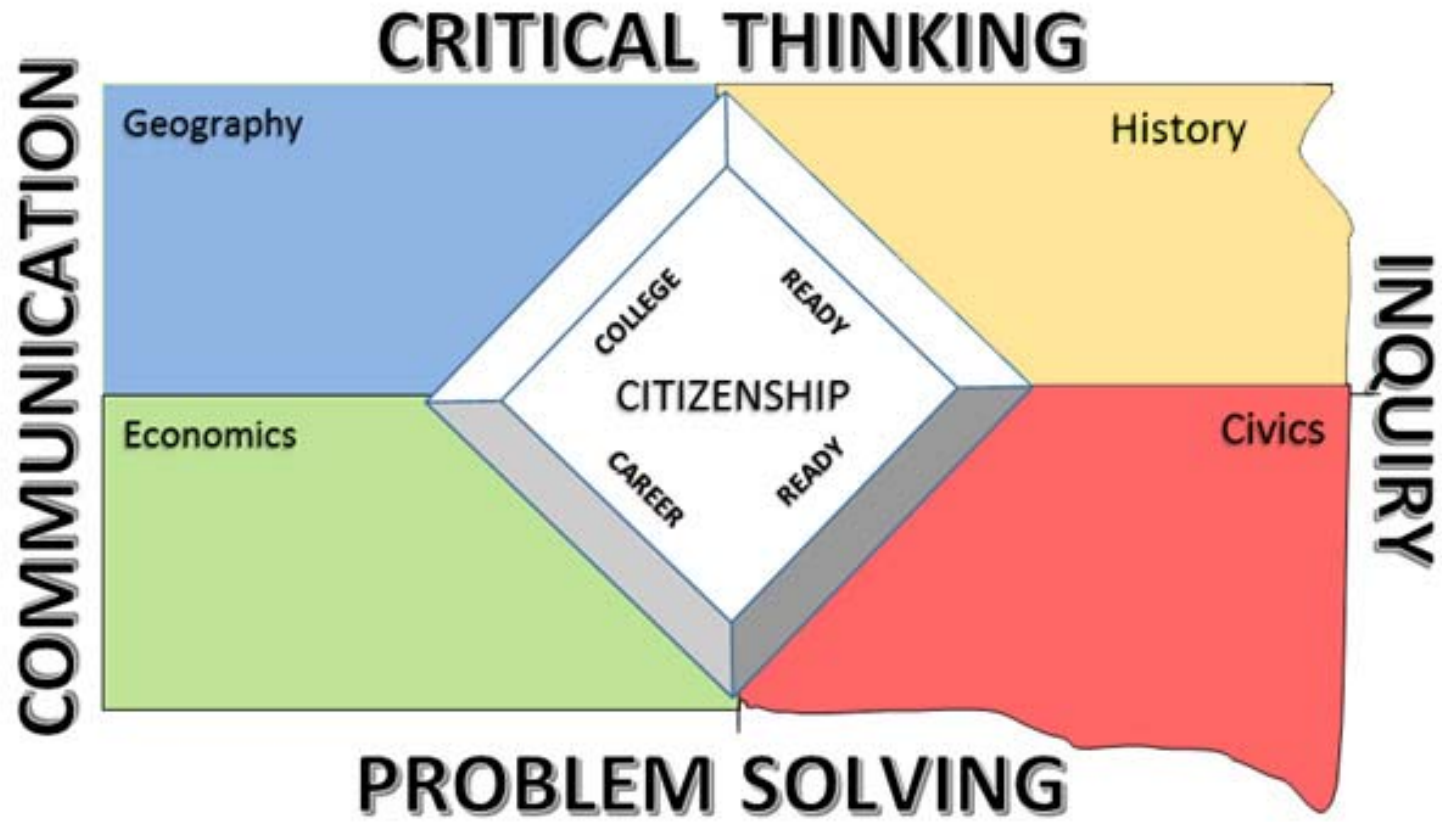 CRITICAL THINKING
COMMUNICATION
Geography
History
COLLEGE
READY
CITIZENSHIP
CAREER
READY
Economics
Civics
INQUIRY
PROBLEM SOLVING